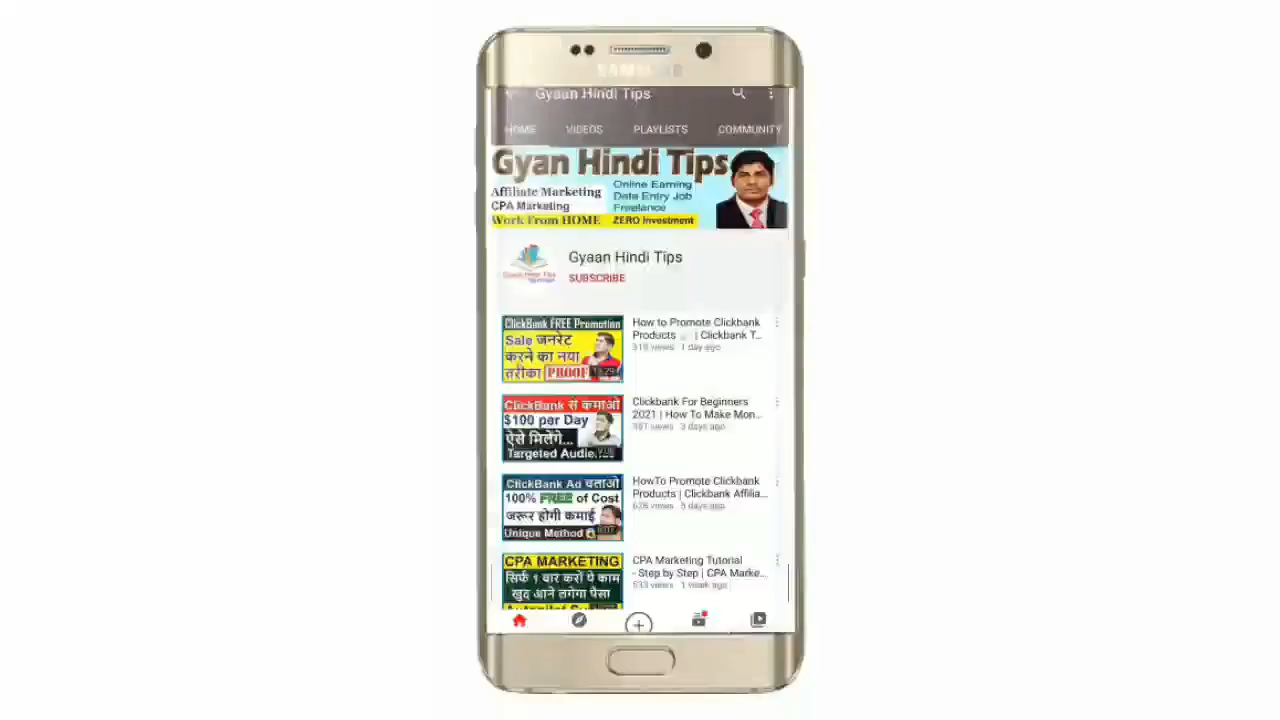 SAMSUNG
Gyaan Hindi Tips
HOME VIDEOS PLAYLISTS COMMUNITY
Gyan Hindi Tips
Affiliate Marketing
CPA Marketing
Work From HOME
Online Earning
Data Entry Job
Freelance
ZERO Investment
Gyaan Hindi Tips
SUBSCRIBE
ClickBank FREE Promotion
Sale जनरेट
करने का नया
तरीका PROOF
How to Promote Clickbank
Products | Clickbank T...
1 day ago
ClickBank से कमाओ
$100 per Day
ऐसे मिलेंगे...
Targeted
Clickbank For Beginners
2021 | How To Make Mon...
3 days ago
ClickBank Ad चलाओ
100% FREE of Cost
जरूर होगी कमाई
Unique Method
HowTo Promote Clickbank
Products | Clickbank Affilia...
5 days ago
CPA MARKETING
सिर्फ 1 बार करों ये काम
खुद आने लगेगा पैसा
CPA Marketing Tutorial
- Step by Step | CPA Marke...
533 views 1 week ago